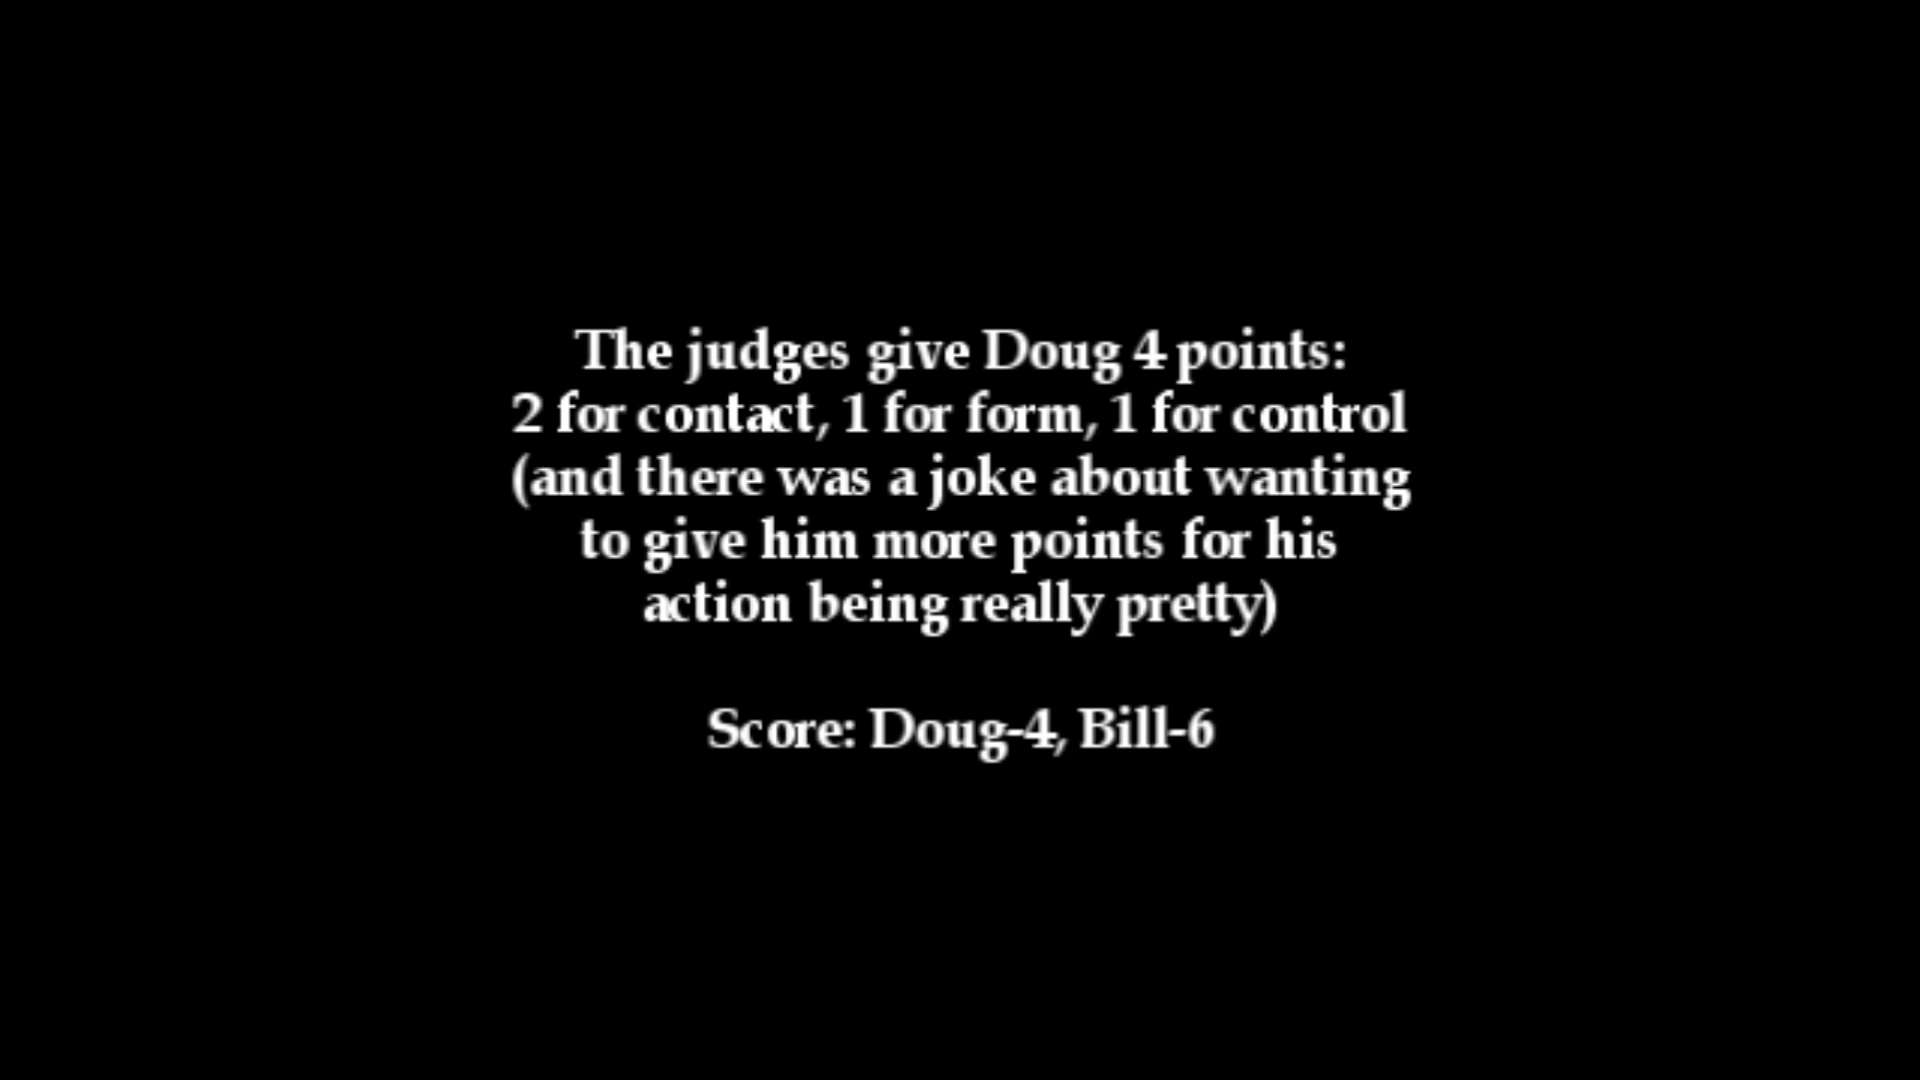 The judges give Doug 4 points:
2 for contact, 1 for form, 1 for control
(and there was a joke about wanting
to give him more points for his
action being really pretty)
Score: Doug-4, Bill-6